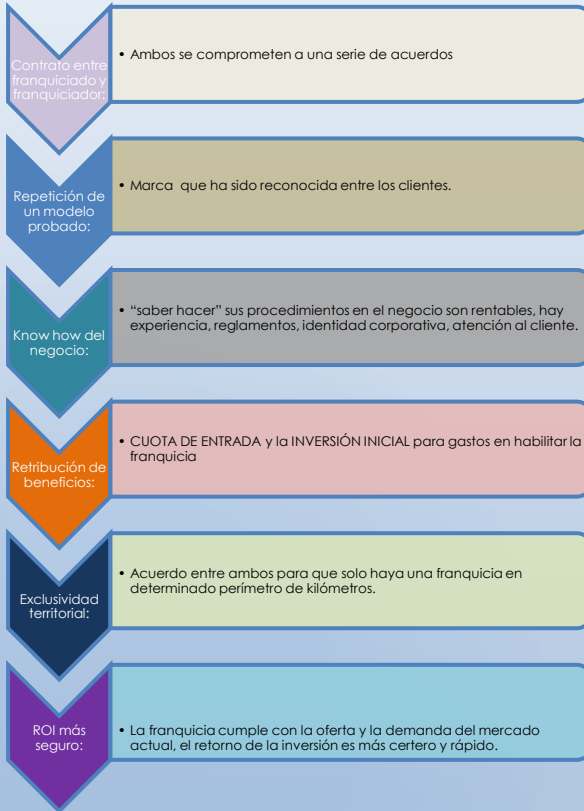 Contrato entre
franquiciado y
franquiciador:
• Ambos se comprometen a una serie de acuerdos
Repetición de
un modelo
probado:
• Marca que ha sido reconocida entre los clientes.
Know how del
negocio:
• “saber hacer” sus procedimientos en el negocio son rentables, hay
experiencia, reglamentos, identidad corporativa, atención al cliente.
Retribución de
beneficios:
• CUOTA DE ENTRADA y la INVERSIÓN INICIAL para gastos en habilitar la
franquicia
Exclusividad
territorial:
• Acuerdo entre ambos para que solo haya una franquicia en
determinado perímetro de kilómetros.
ROI más
seguro:
• La franquicia cumple con la oferta y la demanda del mercado
actual, el retorno de la inversión es más certero y rápido.